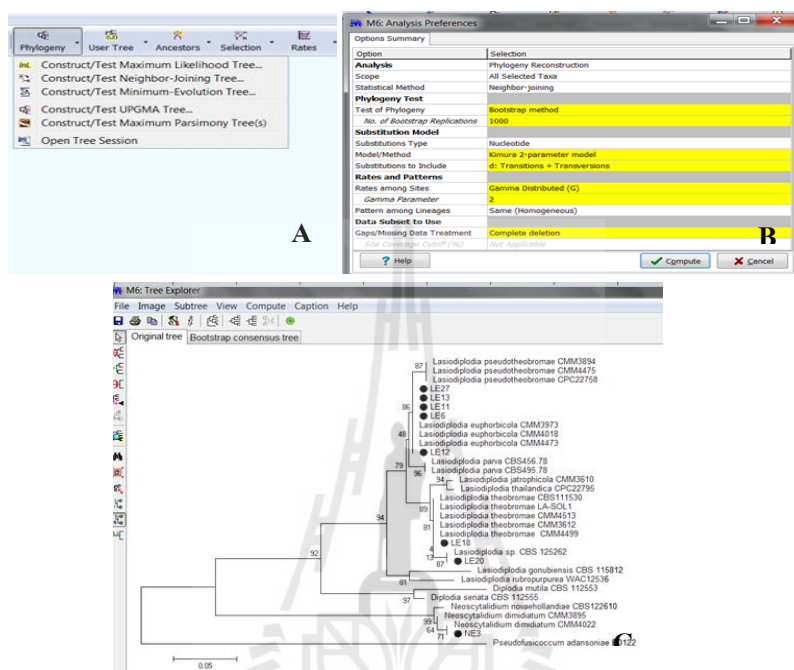 Phylogeny User Tree Ancestors Selection Rates
Construct/Test Maximum Likelihood Tree...
Construct/Test Neighbor-Joining Tree...
Construct/Test Minimum-Evolution Tree...
Construct/Test UPGMA Tree...
Construct/Test Maximum Parsimony Tree(s)
Open Tree Session
A
M6: Analysis Preferences
Options Summary
Option Selection
Analysis Phylogeny Reconstruction
Scope All Selected Taxa
Statistical Method Neighbor-joining
Phylogeny Test
Test of Phylogeny Bootstrap method
No. of Bootstrap Replications 1000
Substitution Model
Substitutions Type Nucleotide
Model/Method Kimura 2-parameter model
Substitutions to Include d: Transitions + Transversions
Rates and Patterns
Rates among Sites Gamma Distributed (G)
Gamma Parameter 2
Pattern among Lineages Same (Homogeneous)
Data Subset to Use
Gaps/Missing Data Treatment Complete deletion
Site Coverage Cutoff (%) Not Applicable
B
? Help Compute Cancel
M6: Tree Explorer
File Image Subtree View Compute Caption Help
Original tree Bootstrap consensus tree
Lasiodiplodia pseudotheobromae CMM3894
87 Lasiodiplodia pseudotheobromae CMM4475
Lasiodiplodia pseudotheobromae CPC22758
LE27
LE13
86 LE11
LE6
Lasiodiplodia euphorbicola CMM3973
48 Lasiodiplodia euphorbicola CMM4018
Lasiodiplodia euphorbicola CMM4473
LE12
79 Lasiodiplodia parva CBS456.78
96 Lasiodiplodia parva CBS495.78
94 Lasiodiplodia jatrophicola CMM3610
Lasiodiplodia thailandica CPC22795
Lasiodiplodia theobromae CBS111530
89 Lasiodiplodia theobromae LA-SOL1
94 Lasiodiplodia theobromae CMM4513
81 Lasiodiplodia theobromae CMM3612
Lasiodiplodia theobromae CMM4499
LE18
4
13 Lasiodiplodia sp. CBS 125262
92 87 LE20
Lasiodiplodia gonubiensis CBS 115812
81 Lasiodiplodia rubropurpurea WAC12536
Diplodia mutila CBS 112553
97 Diplodia seriata CBS 112555
Neoscytalidium novaehollandiae CBS122610
99 Neoscytalidium dimidiatum CMM3895
64 Neoscytalidium dimidiatum CMM4022
71 NE3
C
Pseudofusicoccum adansoniae
0.05